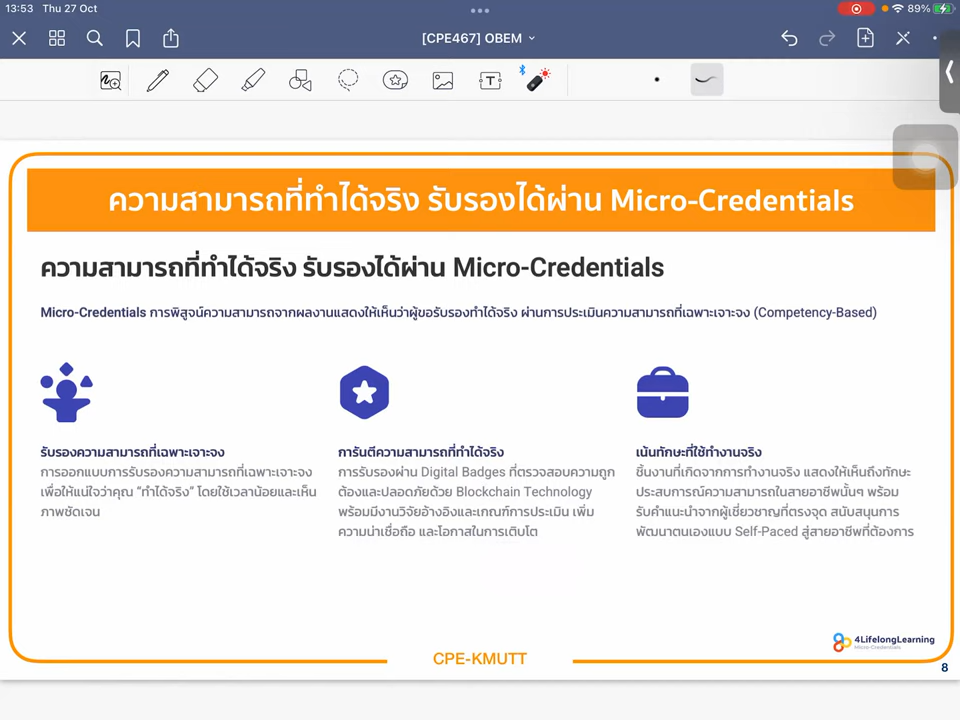 13:53 Thu 27 Oct
89%
[CPE467] OBEM
T
ความสามารถที่ทำได้จริง รับรองได้ผ่าน Micro-Credentials
ความสามารถที่ทำได้จริง รับรองได้ผ่าน Micro-Credentials
Micro-Credentials การพิสูจน์ความสามารถจากผลงานแสดงให้เห็นว่าผู้ขอรับรองทำได้จริง ผ่านการประเมินความสามารถที่เฉพาะเจาะจง (Competency-Based)
รับรองความสามารถที่เฉพาะเจาะจง
การออกแบบการรับรองความสามารถที่เฉพาะเจาะจง
เพื่อให้แน่ใจว่าคุณ "ทำได้จริง" โดยใช้เวลาน้อยและเห็น
ภาพชัดเจน
การันตีความสามารถที่ทำได้จริง
การรับรองผ่าน Digital Badges ที่ตรวจสอบความถูก
ต้องและปลอดภัยด้วย Blockchain Technology
พร้อมมีงานวิจัยอ้างอิงและเกณฑ์การประเมิน เพิ่ม
ความน่าเชื่อถือ และโอกาสในการเติบโต
เน้นทักษะที่ใช้ทำงานจริง
ชิ้นงานที่เกิดจากการทำงานจริง แสดงให้เห็นถึงทักษะ
ประสบการณ์ความสามารถในสายอาชีพนั้นๆ พร้อม
รับคำแนะนำจากผู้เชี่ยวชาญที่ตรงจุด สนับสนุนการ
พัฒนาตนเองแบบ Self-Paced สู่สายอาชีพที่ต้องการ
4LifelongLearning
Micro-Credentials
CPE-KMUTT
8